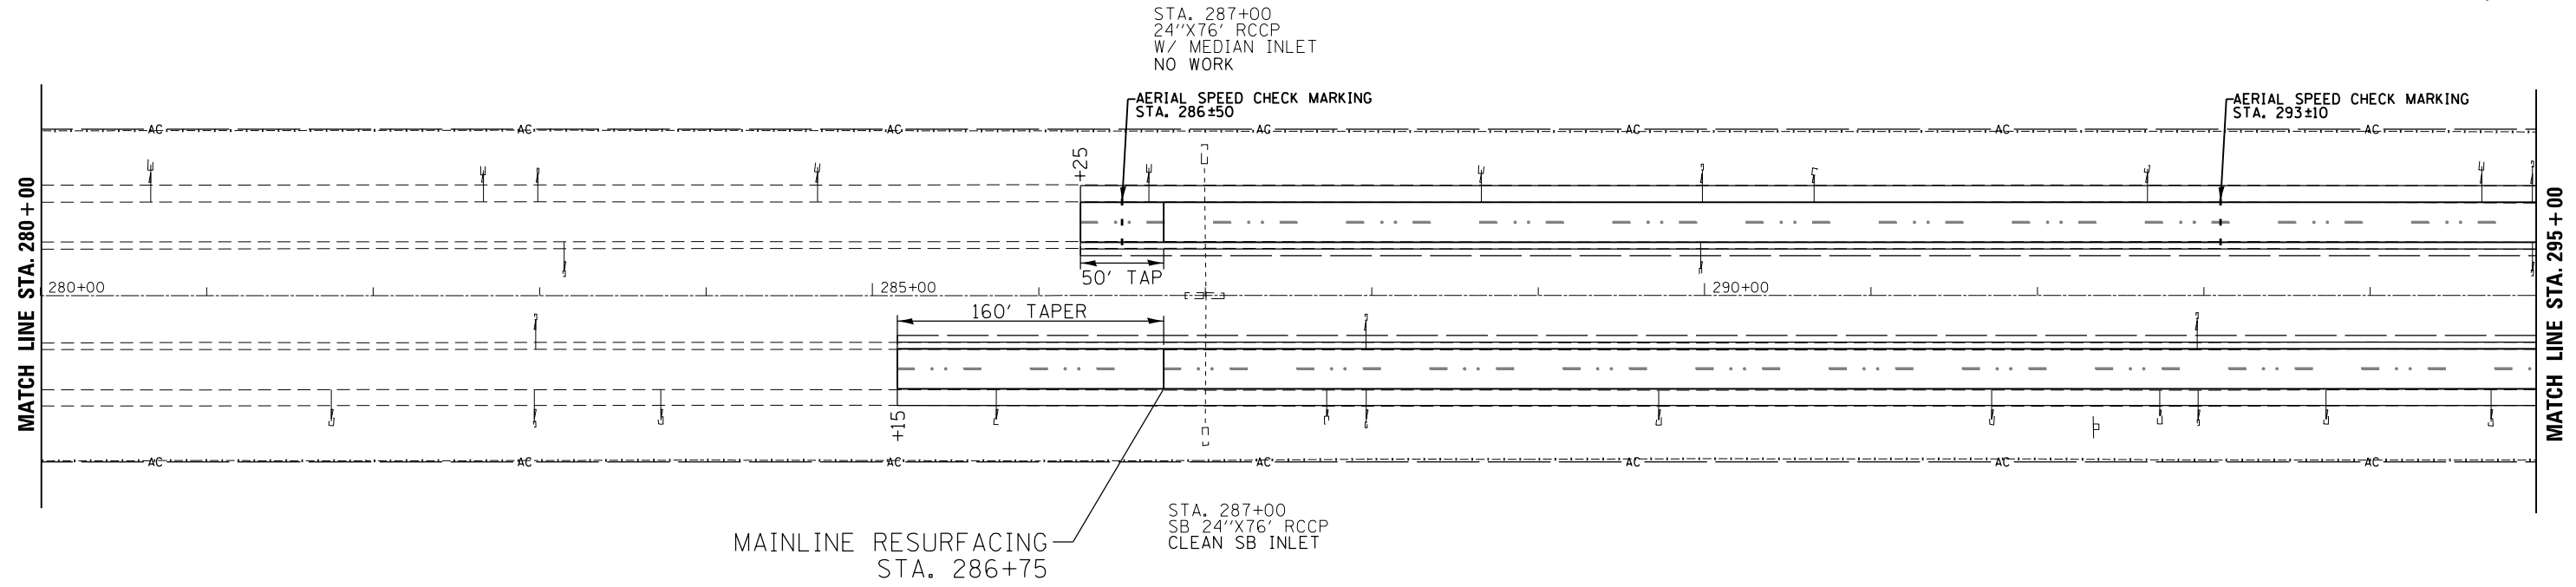 STA. 287+00
24"X76' RCCP
W/ MEDIAN INLET
NO WORK
AERIAL SPEED CHECK MARKING
STA. 286±50
AERIAL SPEED CHECK MARKING
STA. 293±10
AC AC AC AC AC AC AC
+25
MATCH LINE STA. 280+00
MATCH LINE STA. 295+00
50' TAP
280+00
285+00
290+00
160' TAPER
+15
AC AC AC AC AC AC AC
STA. 287+00
SB 24"X76' RCCP
CLEAN SB INLET
MAINLINE RESURFACING
STA. 286+75